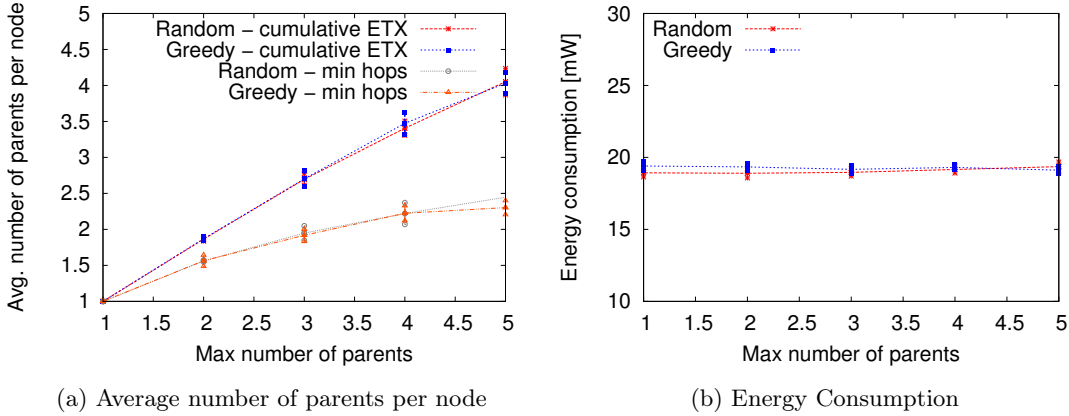 5
4.5
4
3.5
3
2.5
2
1.5
1
Avg. number of parents per node
Random – cumulative ETX
Greedy – cumulative ETX
Random – min hops
Greedy – min hops
1 1.5 2 2.5 3 3.5 4 4.5 5
Max number of parents
(a) Average number of parents per node
30
25
20
15
10
Energy consumption [mW]
Random
Greedy
1 1.5 2 2.5 3 3.5 4 4.5 5
Max number of parents
(b) Energy Consumption